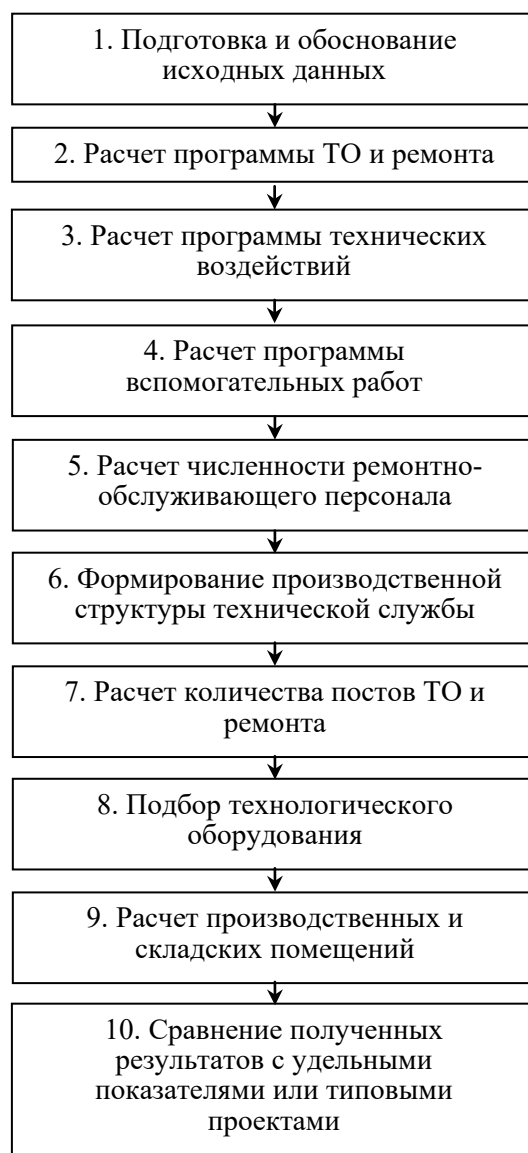 1. Подготовка и обоснование
исходных данных
2. Расчет программы ТО и ремонта
3. Расчет программы технических
воздействий
4. Расчет программы
вспомогательных работ
5. Расчет численности ремонтно-
обслуживающего персонала
6. Формирование производственной
структуры технической службы
7. Расчет количества постов ТО и
ремонта
8. Подбор технологического
оборудования
9. Расчет производственных и
складских помещений
10. Сравнение полученных
результатов с удельными
показателями или типовыми
проектами